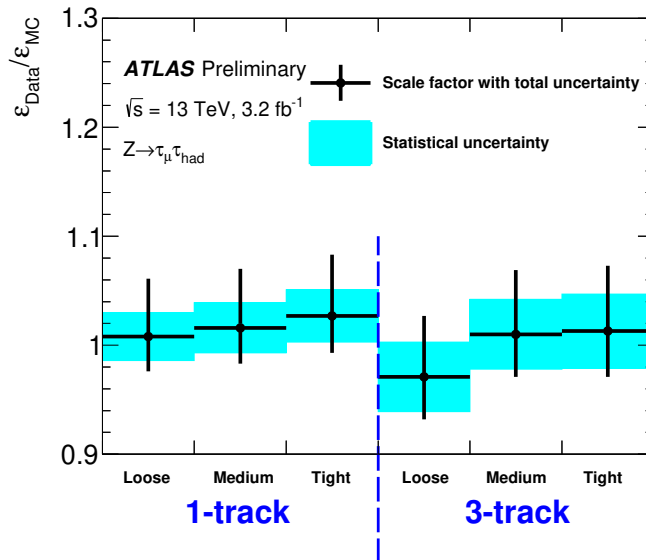 ε_Data/ε_MC
1.3
1.2
1.1
1
0.9
ATLAS Preliminary
√s = 13 TeV, 3.2 fb⁻¹
Z→τ_μτ_had
Scale factor with total uncertainty
Statistical uncertainty
Loose Medium Tight Loose Medium Tight
1-track 3-track